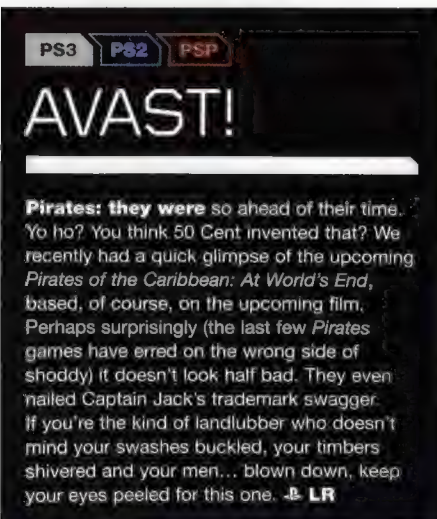 PS3 PS2 PSP
AVAST!
Pirates: they were so ahead of their time.
Yo ho? You think 50 Cent invented that? We
recently had a quick glimpse of the upcoming
Pirates of the Caribbean: At World's End,
based, of course, on the upcoming film.
Perhaps surprisingly (the last few Pirates
games have erred on the wrong side of
shoddy) it doesn't look half bad. They even
nailed Captain Jack's trademark swagger.
If you're the kind of landlubber who doesn't
mind your swashes buckled, your timbers
shivered and your men... blown down, keep
your eyes peeled for this one. LR